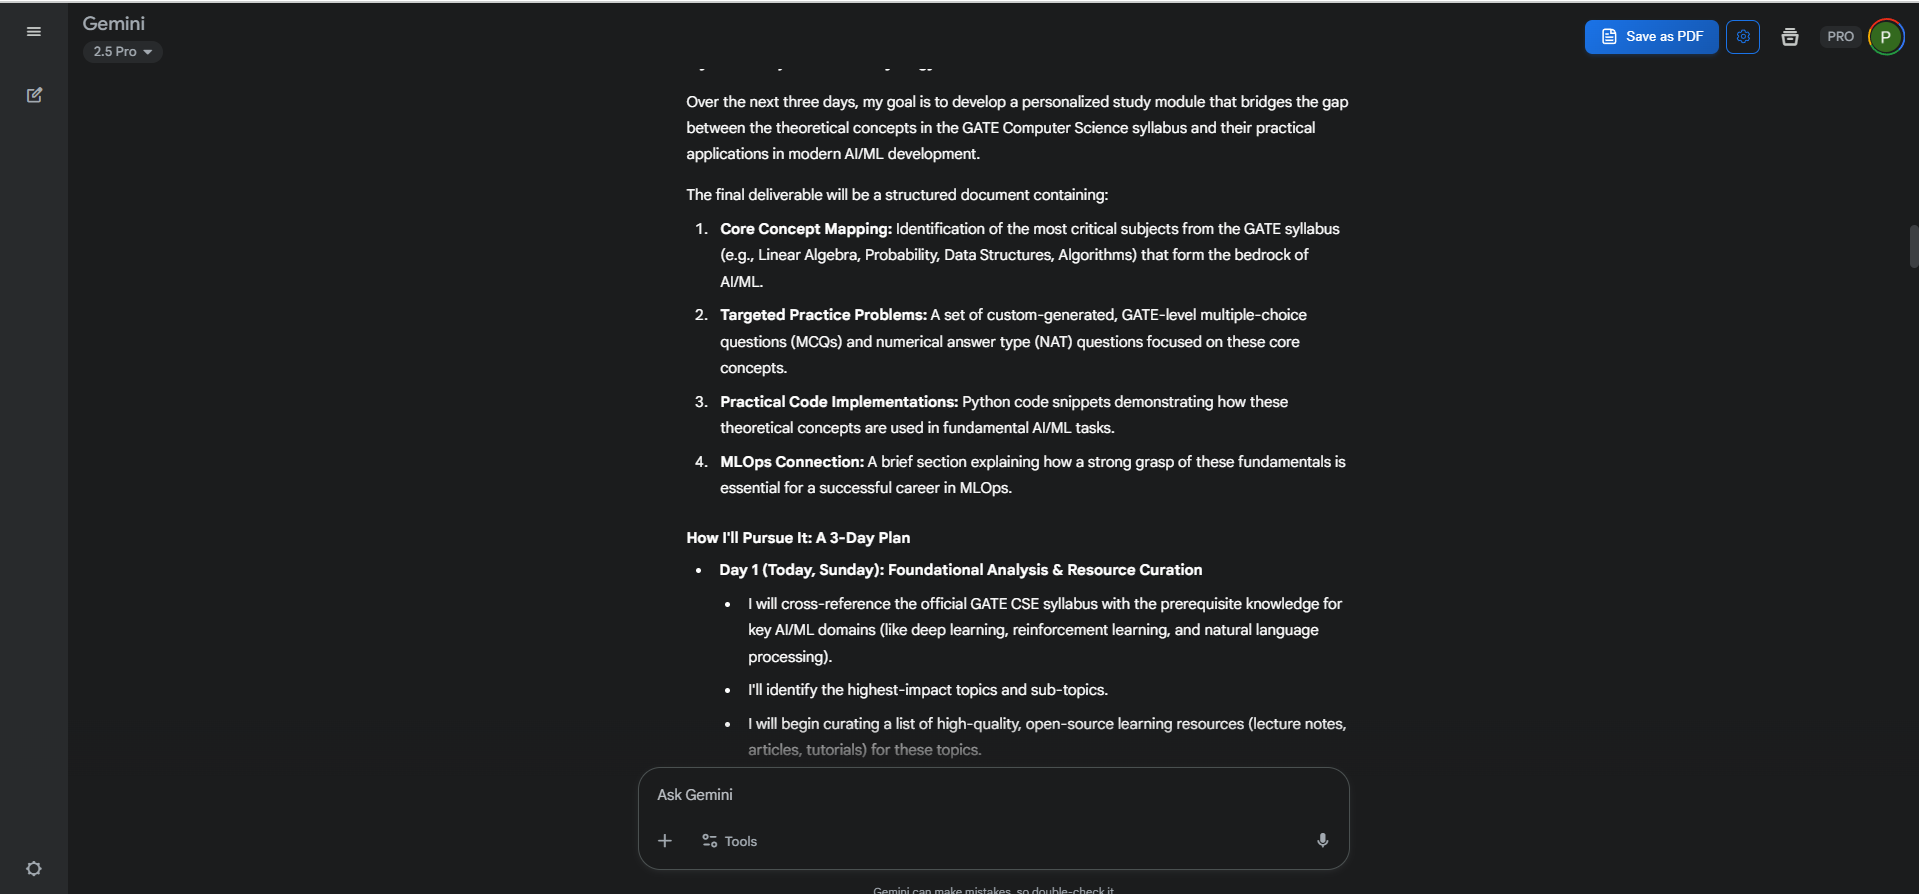 Gemini
2.5 Pro
Save as PDF
PRO
P
Over the next three days, my goal is to develop a personalized study module that bridges the gap
between the theoretical concepts in the GATE Computer Science syllabus and their practical
applications in modern AI/ML development.
The final deliverable will be a structured document containing:
1. Core Concept Mapping: Identification of the most critical subjects from the GATE syllabus
(e.g., Linear Algebra, Probability, Data Structures, Algorithms) that form the bedrock of
AI/ML.
2. Targeted Practice Problems: A set of custom-generated, GATE-level multiple-choice
questions (MCQs) and numerical answer type (NAT) questions focused on these core
concepts.
3. Practical Code Implementations: Python code snippets demonstrating how these
theoretical concepts are used in fundamental AI/ML tasks.
4. MLOps Connection: A brief section explaining how a strong grasp of these fundamentals is
essential for a successful career in MLOps.
How I'll Pursue It: A 3-Day Plan
• Day 1 (Today, Sunday): Foundational Analysis & Resource Curation
• I will cross-reference the official GATE CSE syllabus with the prerequisite knowledge for
key AI/ML domains (like deep learning, reinforcement learning, and natural language
processing).
• I'll identify the highest-impact topics and sub-topics.
• I will begin curating a list of high-quality, open-source learning resources (lecture notes,
articles, tutorials) for these topics.
Ask Gemini
Tools
Gemini can make mistakes, so double-check it